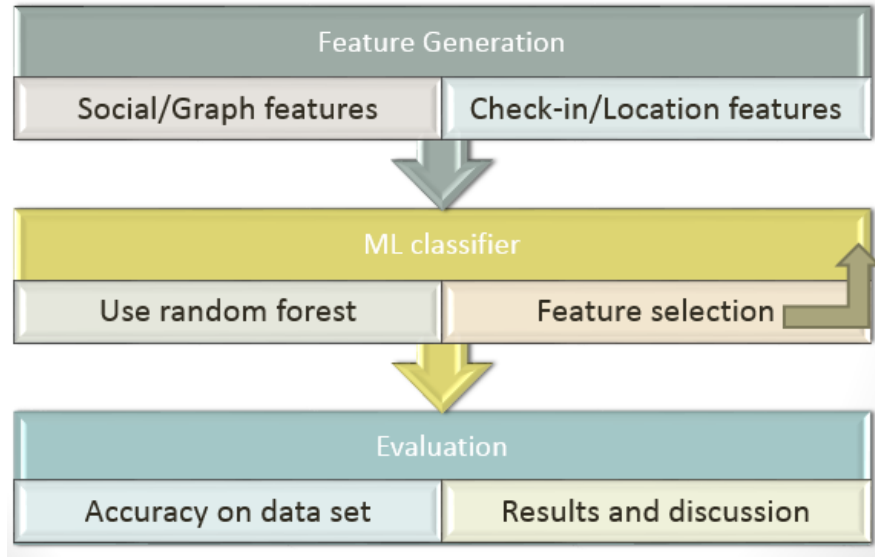 Feature Generation
Social/Graph features
Check-in/Location features
ML classifier
Use random forest
Feature selection
Evaluation
Accuracy on data set
Results and discussion